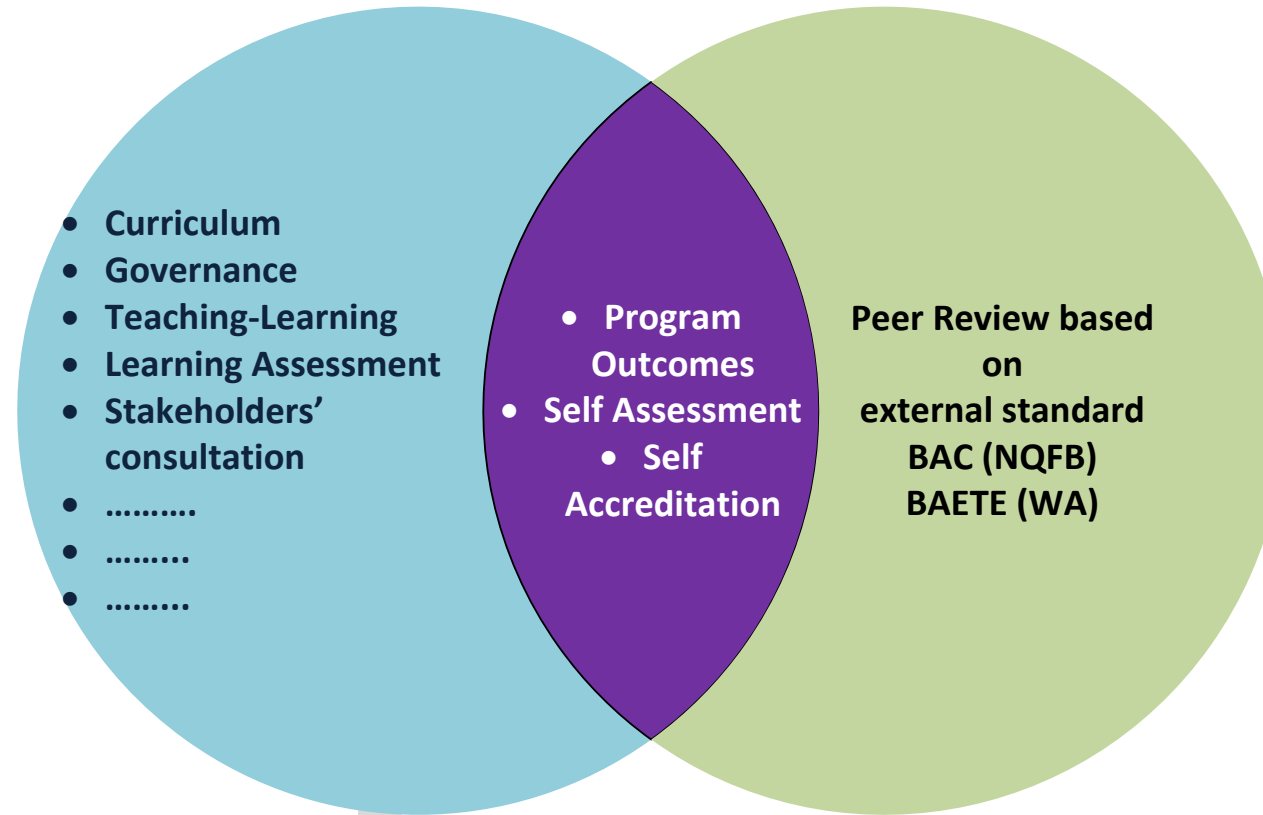 • Curriculum
• Governance
• Teaching-Learning
• Learning Assessment
• Stakeholders’
consultation
• ……….
• ……...
• ……….
• Program
Outcomes
• Self Assessment
• Self
Accreditation
Peer Review based
on
external standard
BAC (NQFB)
BAETE (WA)